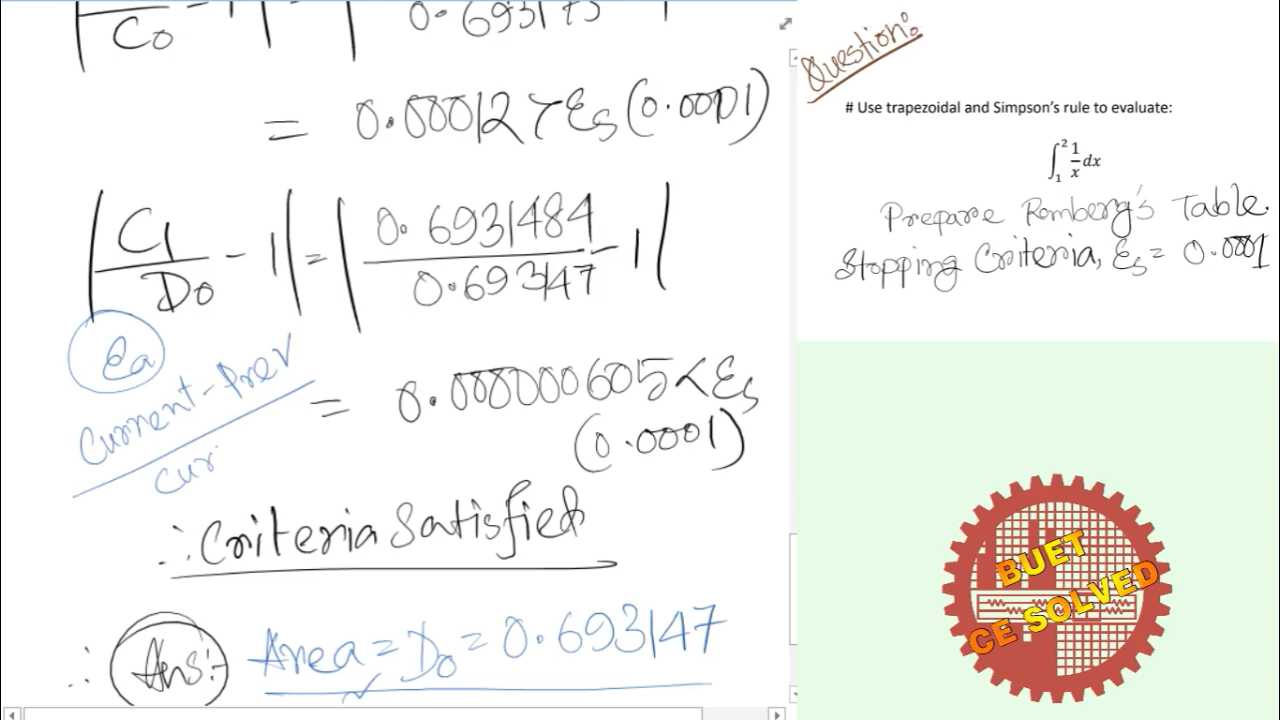 C0 - 1 0.693175
= 0.00012 > Es (0.0001)
| C1 / D0 - 1 | = | 0.6931484 / 0.693147 - 1 |
Ea
Current - Prev
Cur
= 0.000000605 < Es
(0.0001)
∴ Criteria Satisfied
∴ Ans:- Area = D0 = 0.693147
Question:
# Use trapezoidal and Simpson's rule to evaluate:
∫₁² 1/x dx
Prepare Romberg's Table.
Stopping Criteria, Es = 0.0001
BUET
CE SOLVED